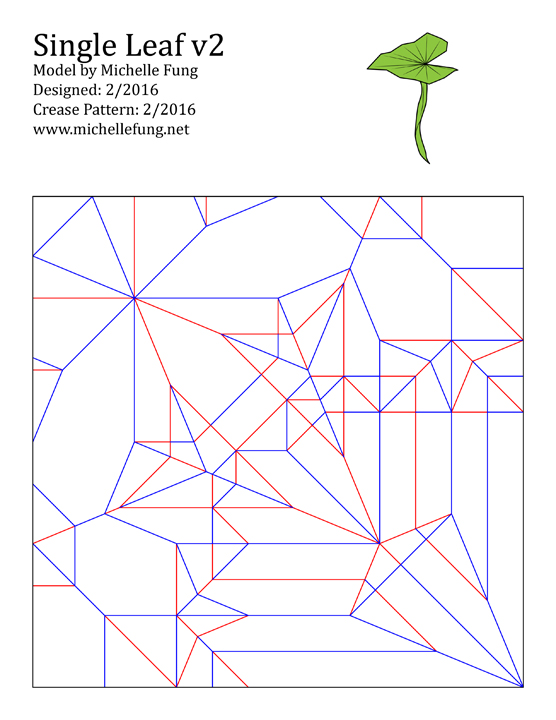 Single Leaf v2
Model by Michelle Fung
Designed: 2/2016
Crease Pattern: 2/2016
www.michellefung.net